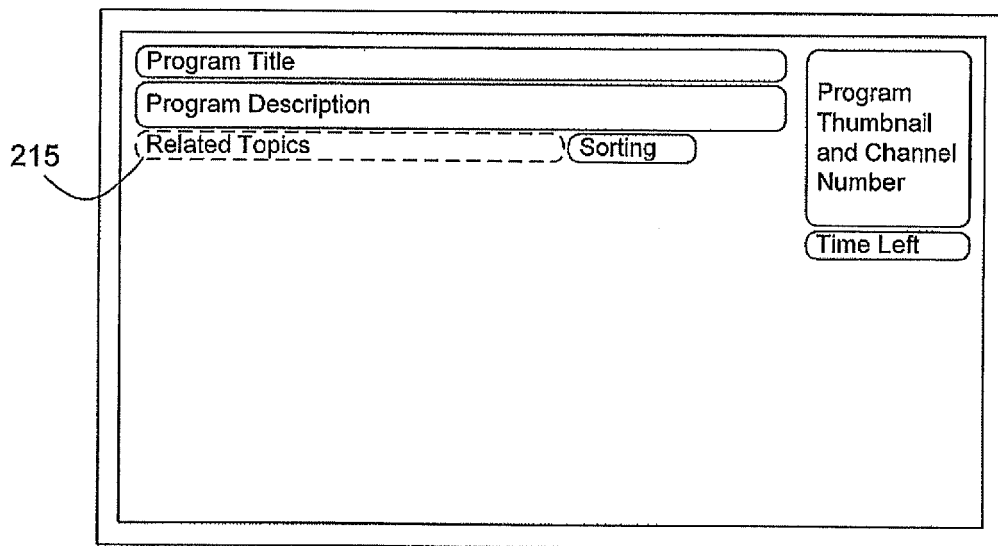 Program Title
Program Description
Related Topics
Sorting
215
Program
Thumbnail
and Channel
Number
Time Left